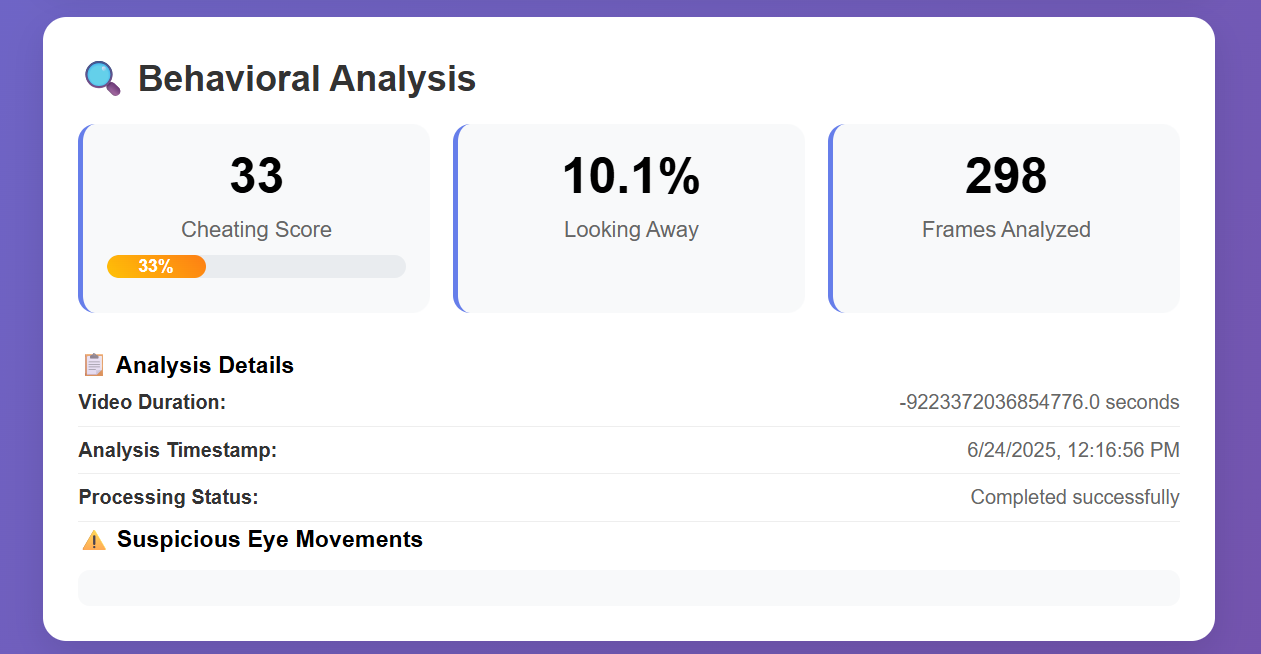 Behavioral Analysis
33
Cheating Score
33%
10.1%
Looking Away
298
Frames Analyzed
Analysis Details
Video Duration: -9223372036854776.0 seconds
Analysis Timestamp: 6/24/2025, 12:16:56 PM
Processing Status: Completed successfully
Suspicious Eye Movements